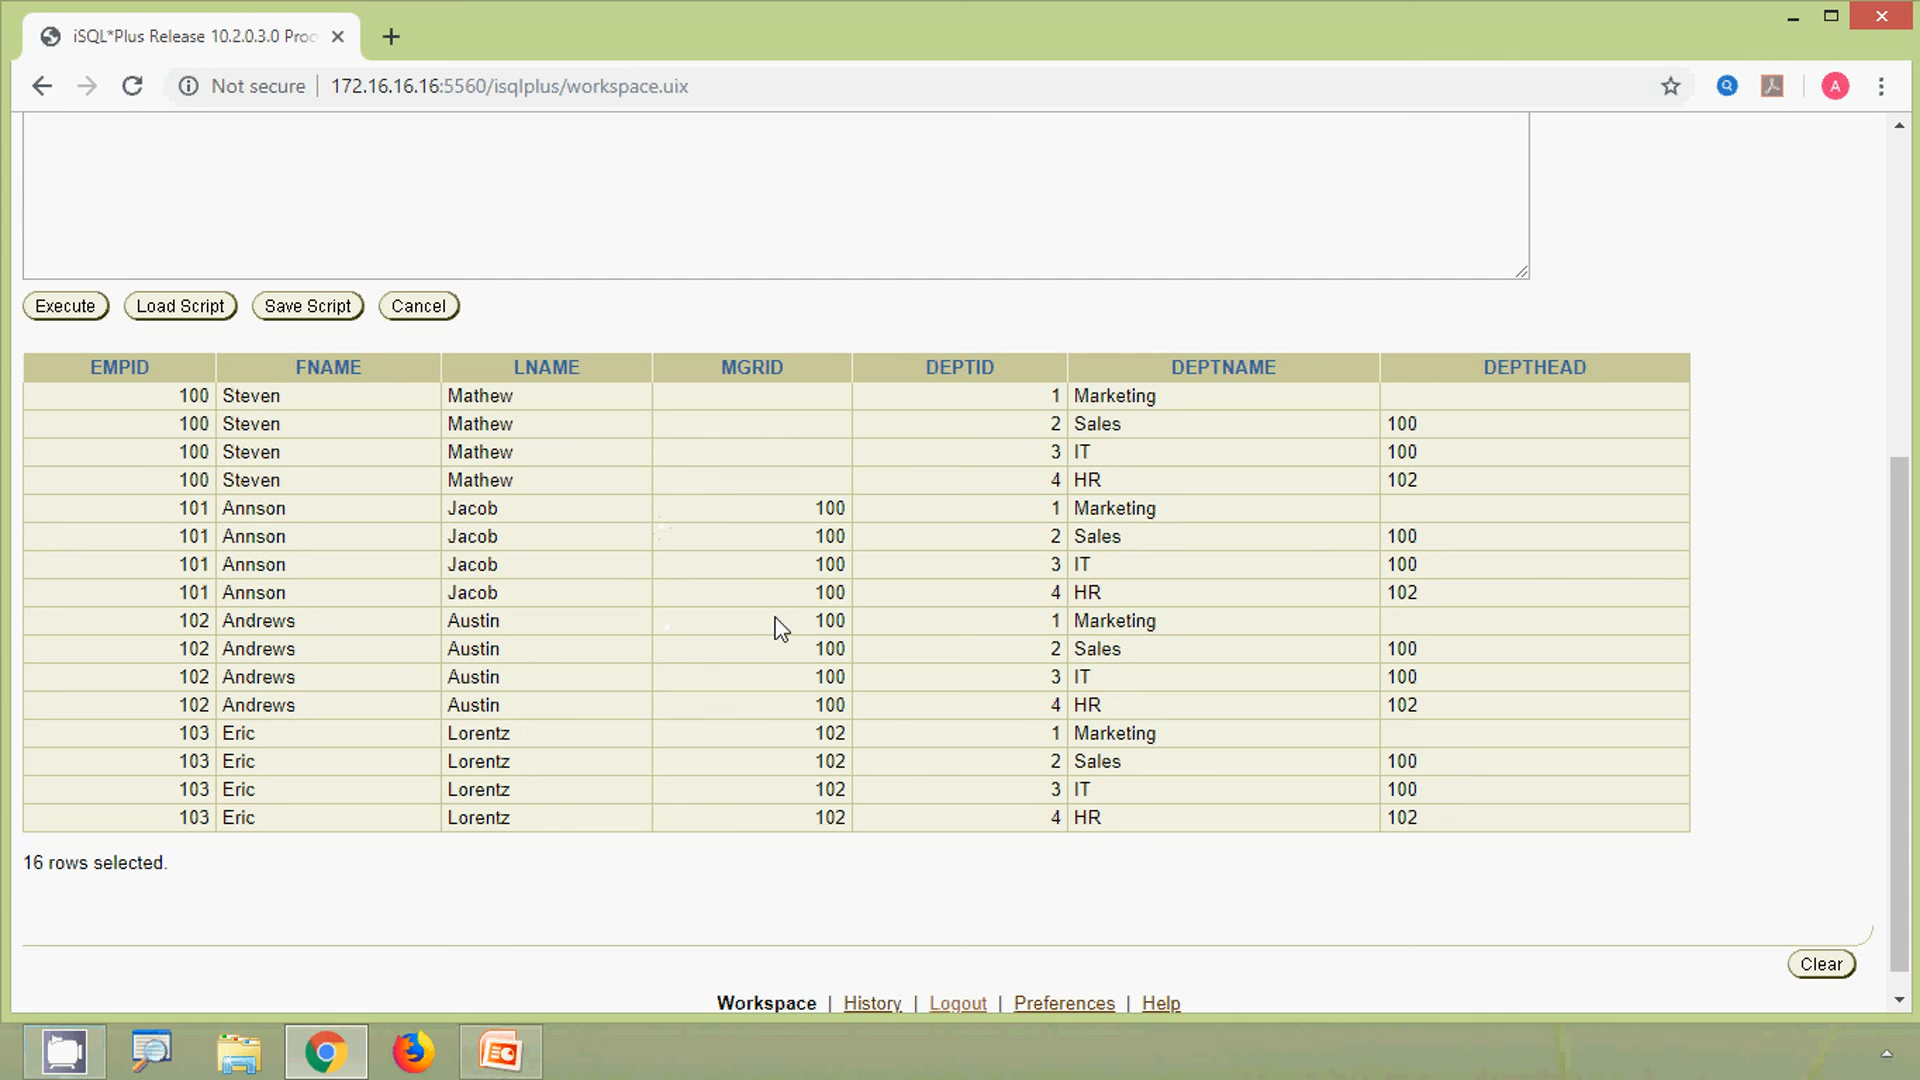 iSQL*Plus Release 10.2.0.3.0 Proc
Not secure | 172.16.16.16:5560/isqlplus/workspace.uix
A
Execute Load Script Save Script Cancel
EMPID FNAME LNAME MGRID DEPTID DEPTNAME DEPTHEAD
100 Steven Mathew 1 Marketing
100 Steven Mathew 2 Sales 100
100 Steven Mathew 3 IT 100
100 Steven Mathew 4 HR 102
101 Annson Jacob 100 1 Marketing
101 Annson Jacob 100 2 Sales 100
101 Annson Jacob 100 3 IT 100
101 Annson Jacob 100 4 HR 102
102 Andrews Austin 100 1 Marketing
102 Andrews Austin 100 2 Sales 100
102 Andrews Austin 100 3 IT 100
102 Andrews Austin 100 4 HR 102
103 Eric Lorentz 102 1 Marketing
103 Eric Lorentz 102 2 Sales 100
103 Eric Lorentz 102 3 IT 100
103 Eric Lorentz 102 4 HR 102
16 rows selected.
Clear
Workspace | History | Logout | Preferences | Help